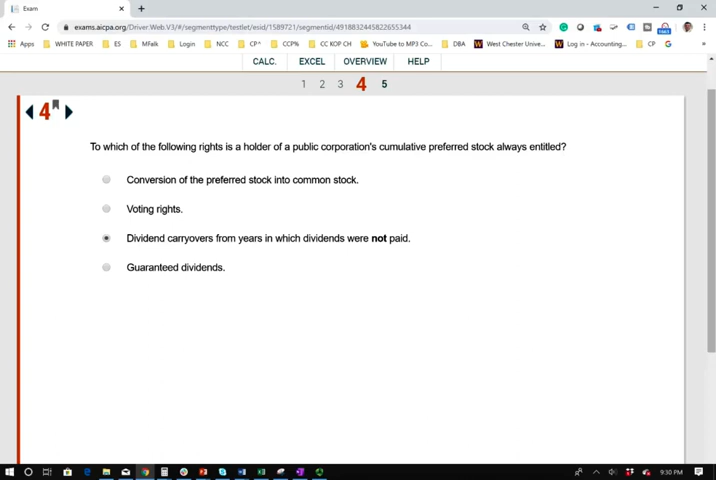 Exam
exams.aicpa.org/Driver.Web.V3/#/segmenttype/testlet/esid/1589721/segmentid/4918832445822655344
Apps WHITE PAPER ES MFalk Login NCC CP^ CCP% CC KOP CH YouTube to MP3 Co... DBA West Chester Unive... Log in - Accounting... CP »
CALC. EXCEL OVERVIEW HELP
1 2 3 4 5
4
To which of the following rights is a holder of a public corporation's cumulative preferred stock always entitled?
Conversion of the preferred stock into common stock.
Voting rights.
Dividend carryovers from years in which dividends were not paid.
Guaranteed dividends.
9:30 PM